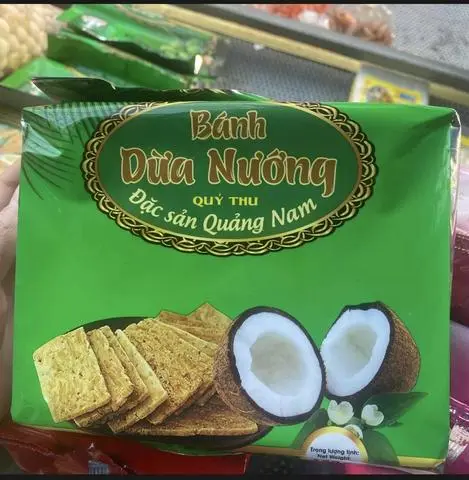 Bánh
Dừa Nướng
QUÝ THU
Đặc sản Quảng Nam
Trọng lượng tịnh:
Net Weight: